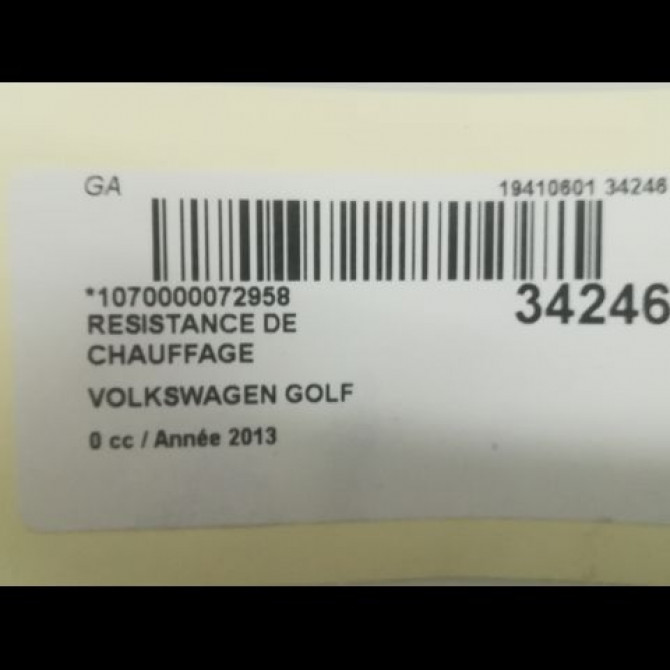 GA
19410601 34246
*1070000072958
34246
RESISTANCE DE
CHAUFFAGE
VOLKSWAGEN GOLF
0 cc / Année 2013